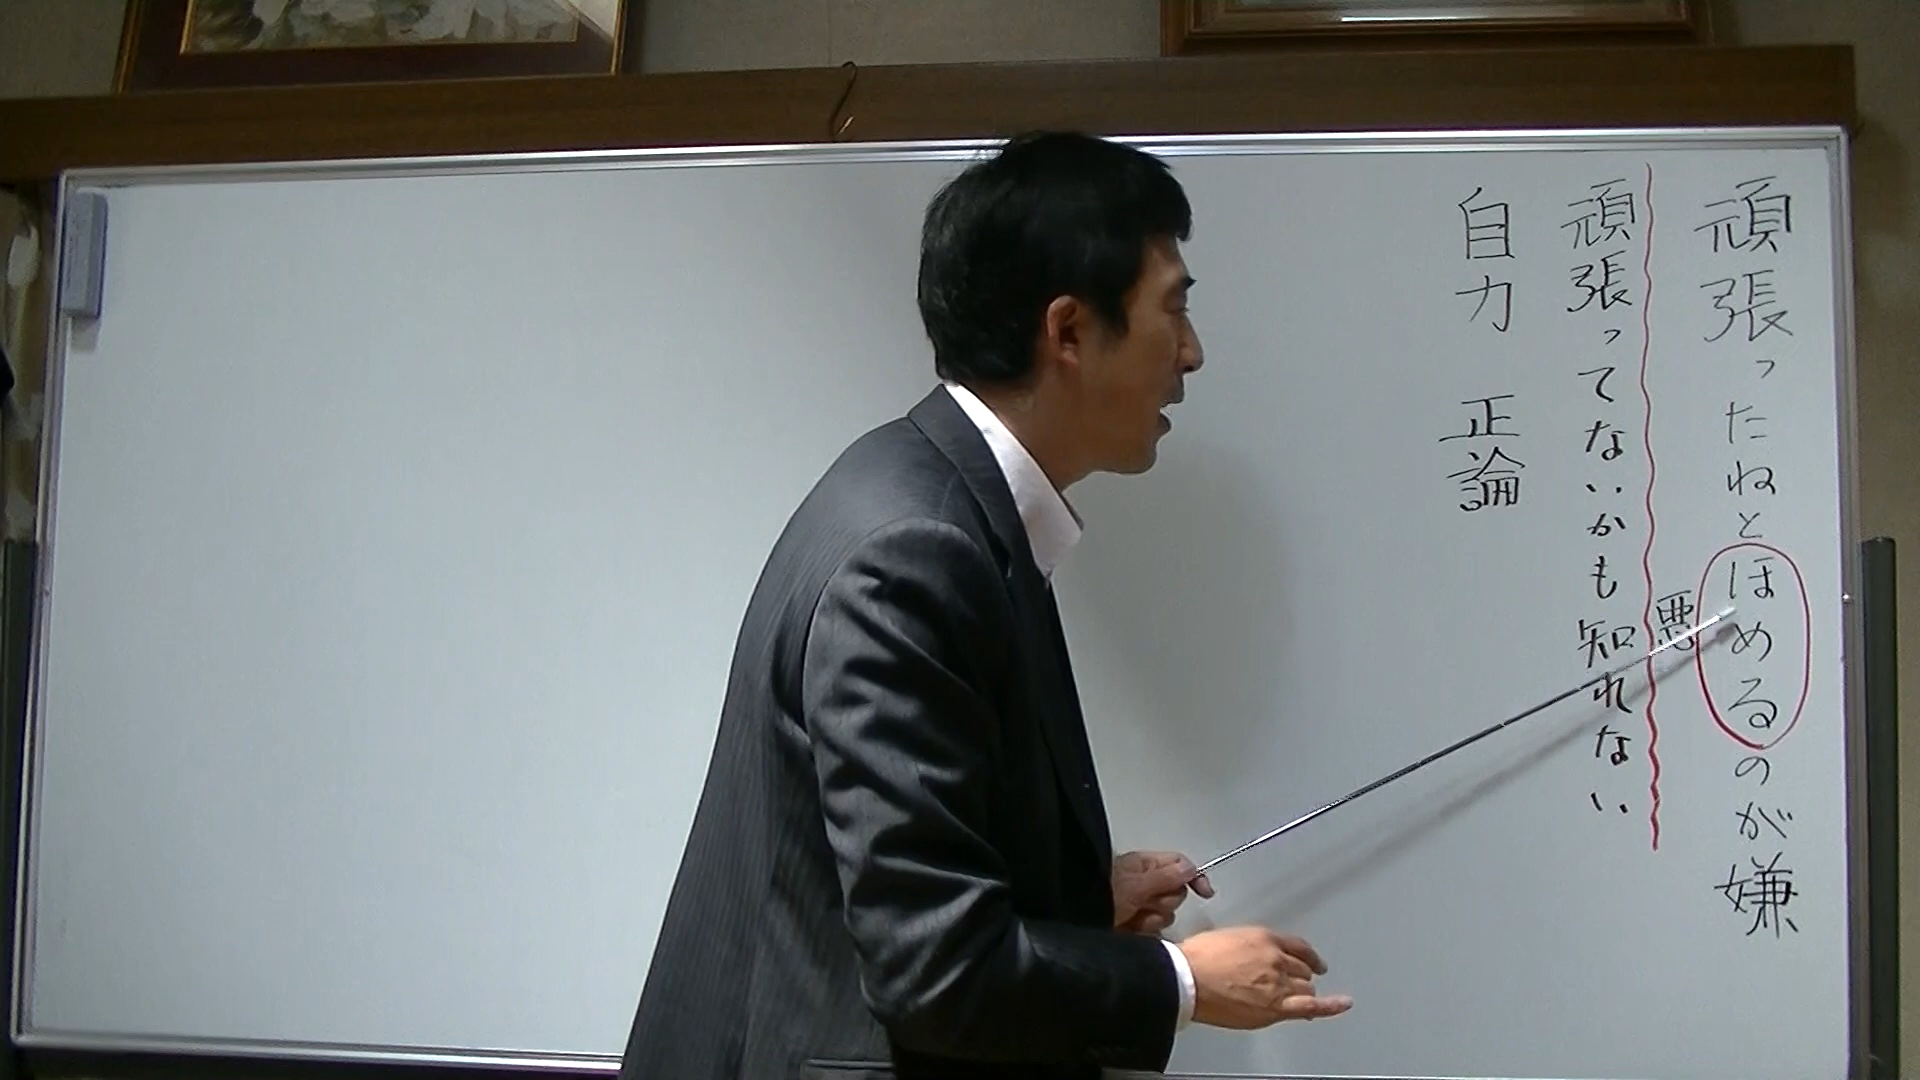 頑張ったねとほめるのが嫌
悪
頑張ってないかも知れない
自力 正論